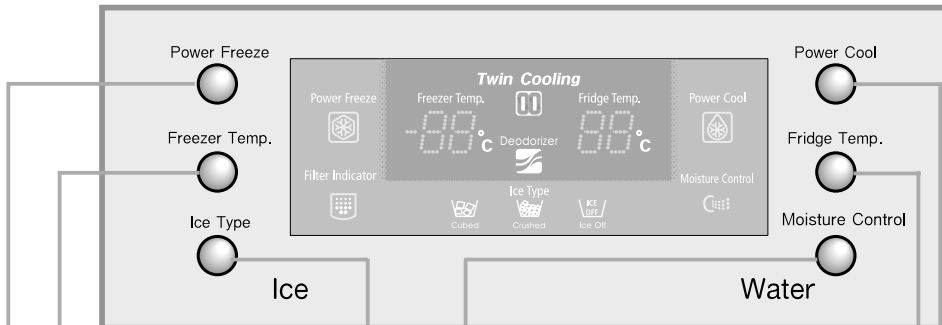 Power Freeze
Power Cool
Twin Cooling
Power Freeze
Freezer Temp.
Fridge Temp.
Power Cool
-88°C
88°C
Freezer Temp.
Deodorizer
Fridge Temp.
Filter Indicator
Ice Type
Moisture Control
ICE OFF
Cubed
Crushed
Ice Off
Ice Type
Moisture Control
Ice
Water